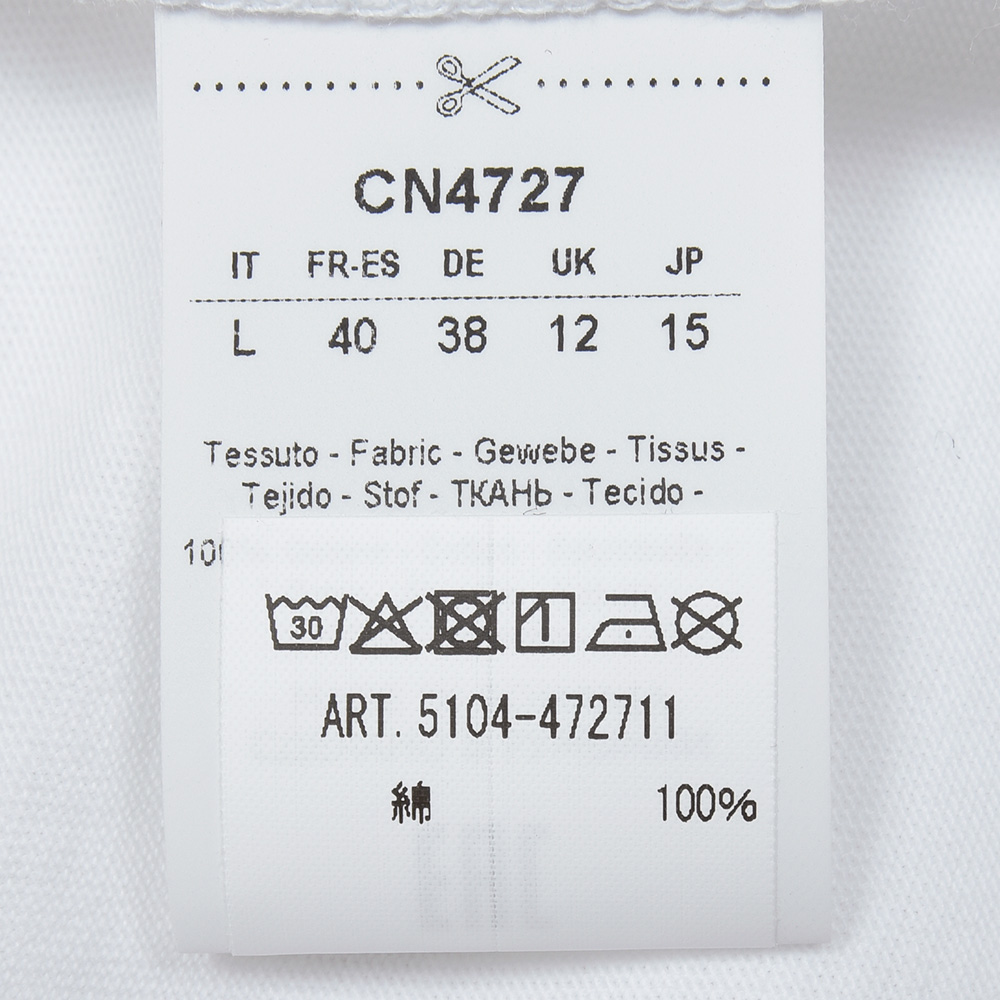 CN4727
IT FR-ES DE UK JP
L 40 38 12 15
Tessuto - Fabric - Gewebe - Tissus -
Tejido - Stof - ТКАНЬ - Tecido -
30
ART. 5104-472711
綿 100%